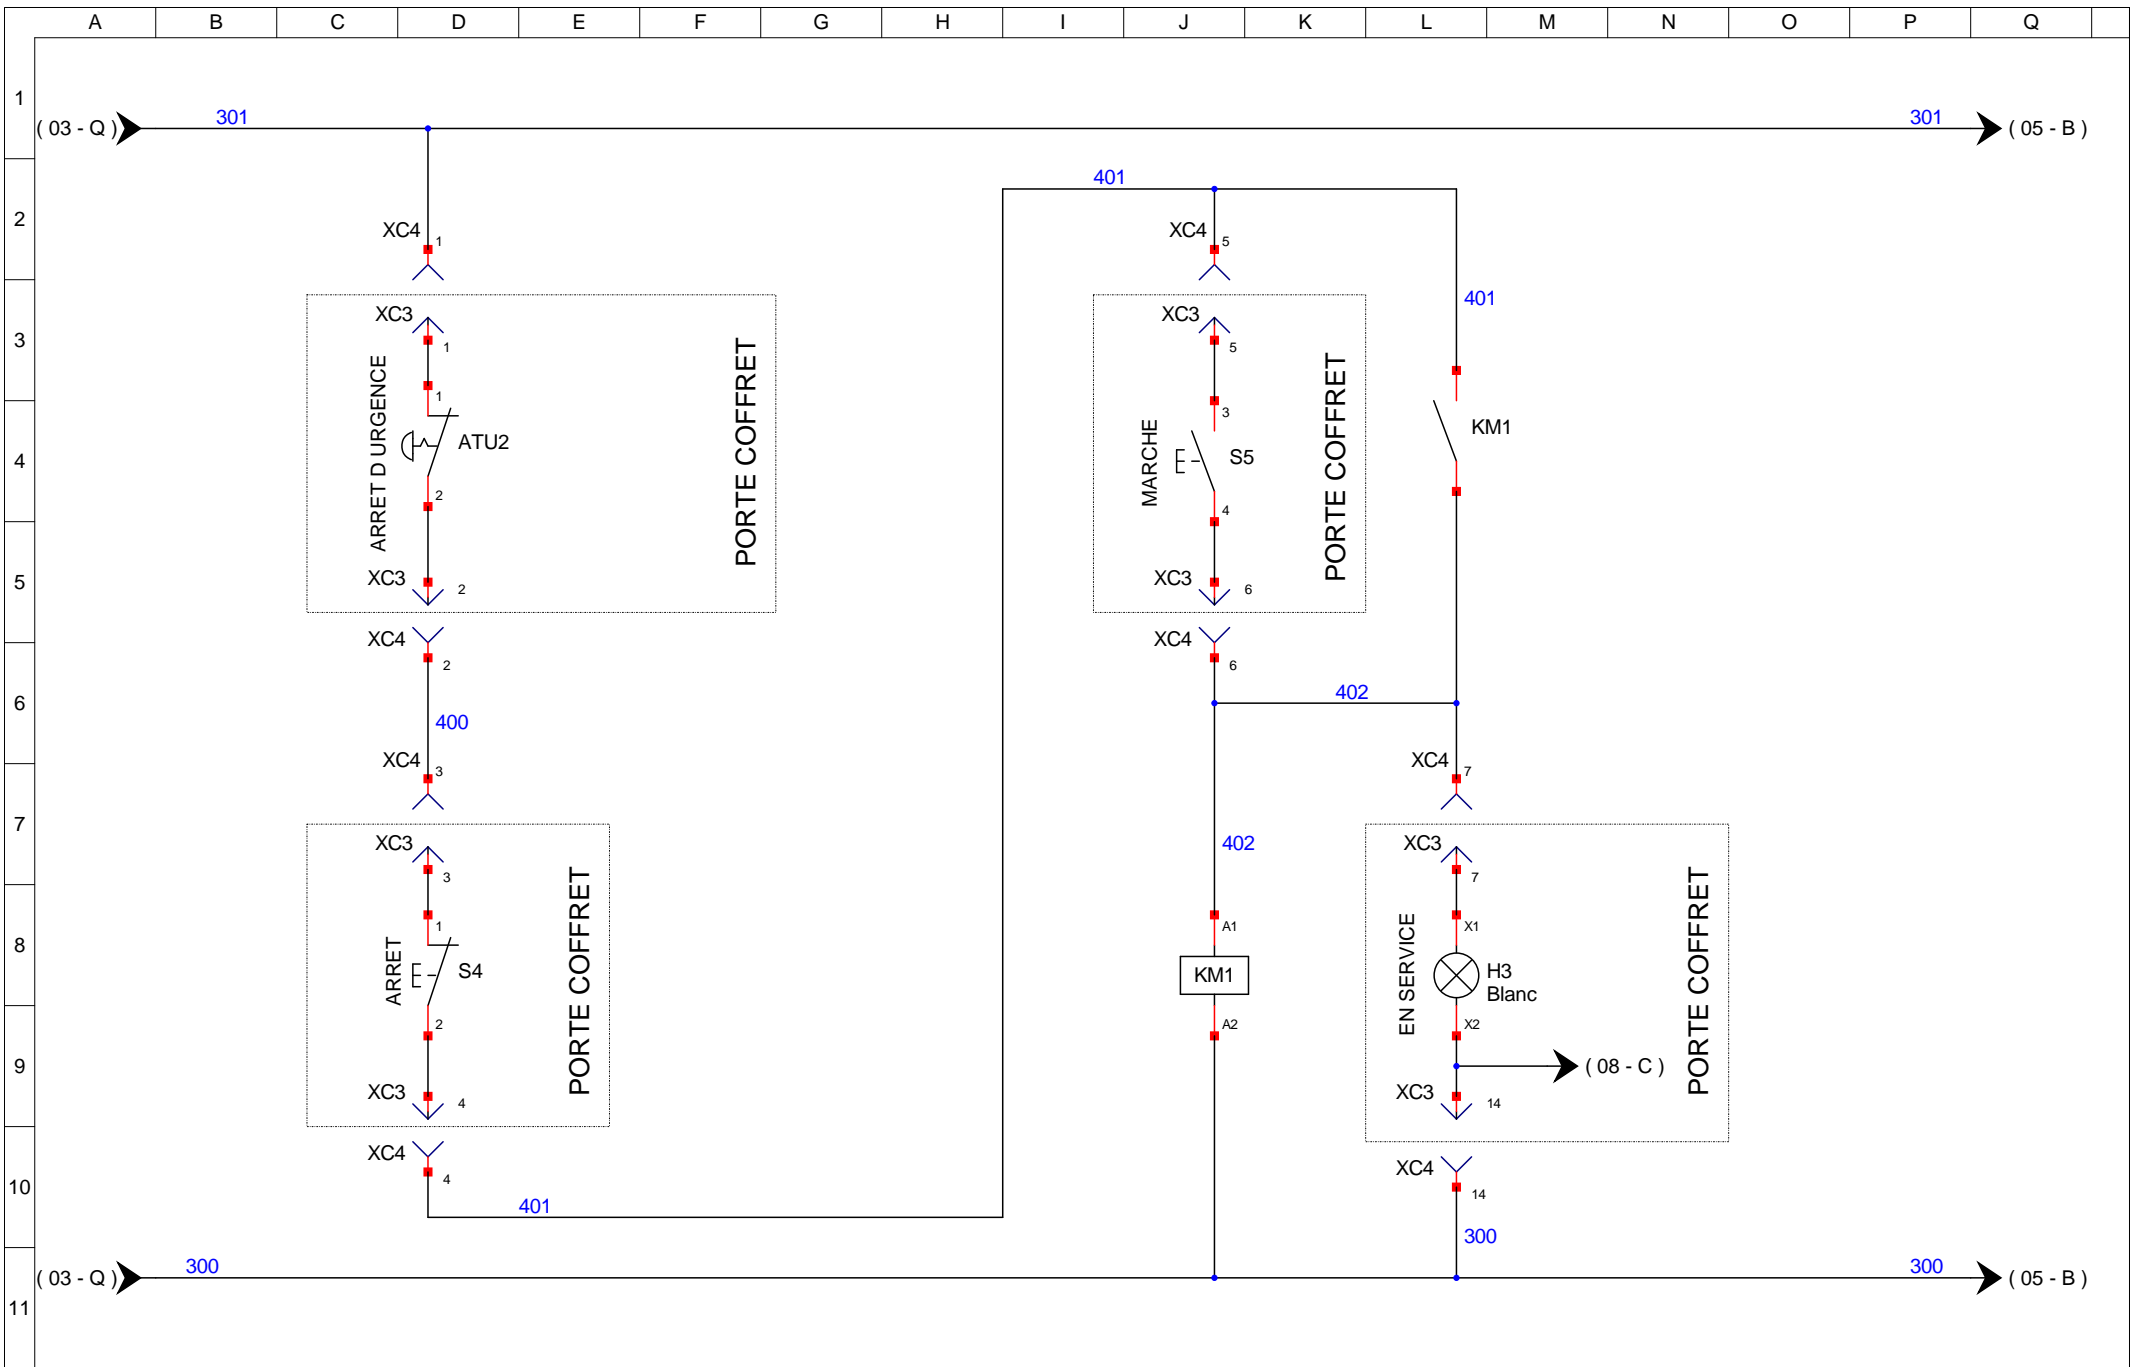 A B C D E F G H I J K L M N O P Q
1
( 03 - Q ) 301 301 ( 05 - B )
401
2
XC4 1
XC4 5
401
XC3
1
XC3
5
3
ARRET D URGENCE
1
ATU2
2
PORTE COFFRET
MARCHE
3
S5
4
PORTE COFFRET
KM1
4
XC3 2
XC3 6
5
XC4
2
XC4
6
402
6
400
XC4 3
XC4 7
7
XC3
3
402
XC3
7
ARRET
1
S4
2
PORTE COFFRET
A1
KM1
A2
EN SERVICE
X1
H3
Blanc
X2
PORTE COFFRET
8
9
( 08 - C )
XC3 4
XC3 14
XC4
4
XC4
14
10
401
300
( 03 - Q ) 300 300 ( 05 - B )
11